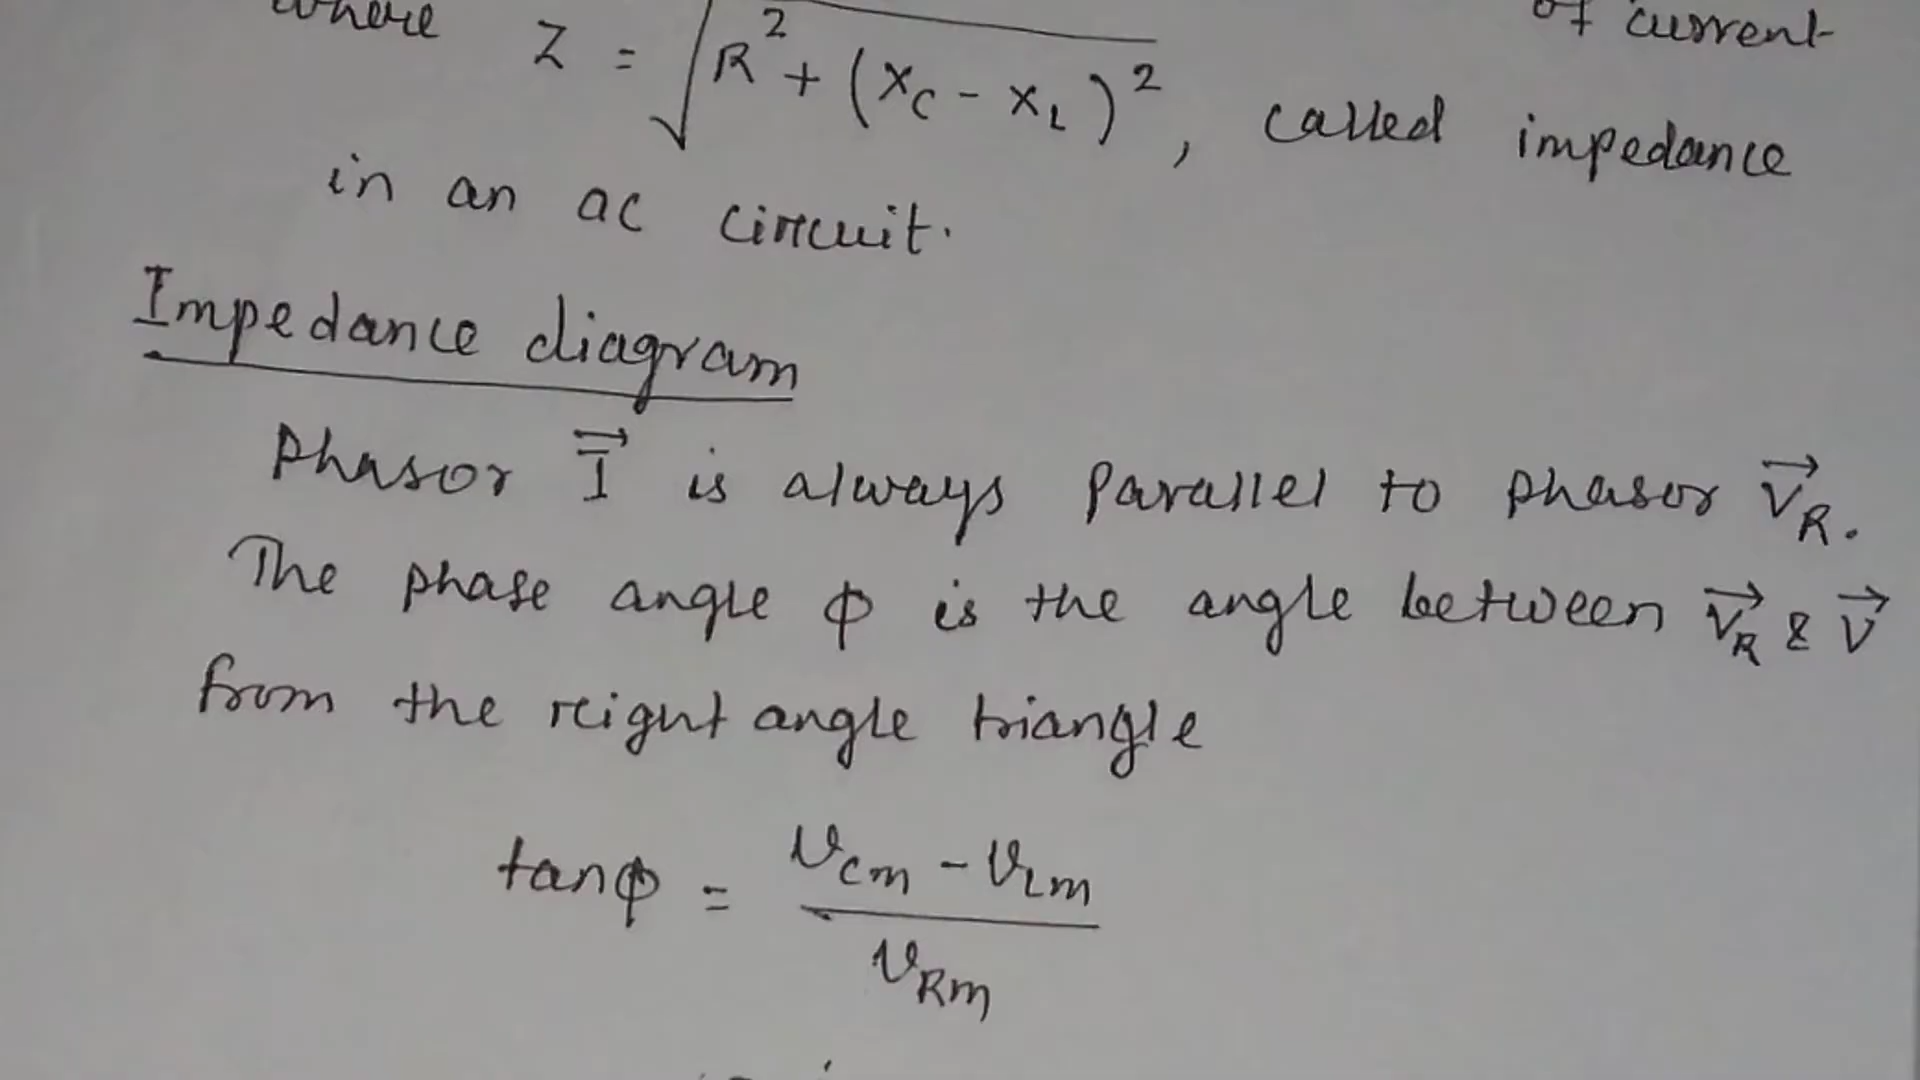 where Z = √R² + (X_C - X_L)², called impedance
of current
in an ac circuit.
Impedance diagram
Phasor I⃗ is always parallel to phasor V⃗_R.
The phase angle φ is the angle between V⃗_R & V⃗
from the reight angle triangle
tanφ = (v_Cm - v_Lm) / v_Rm